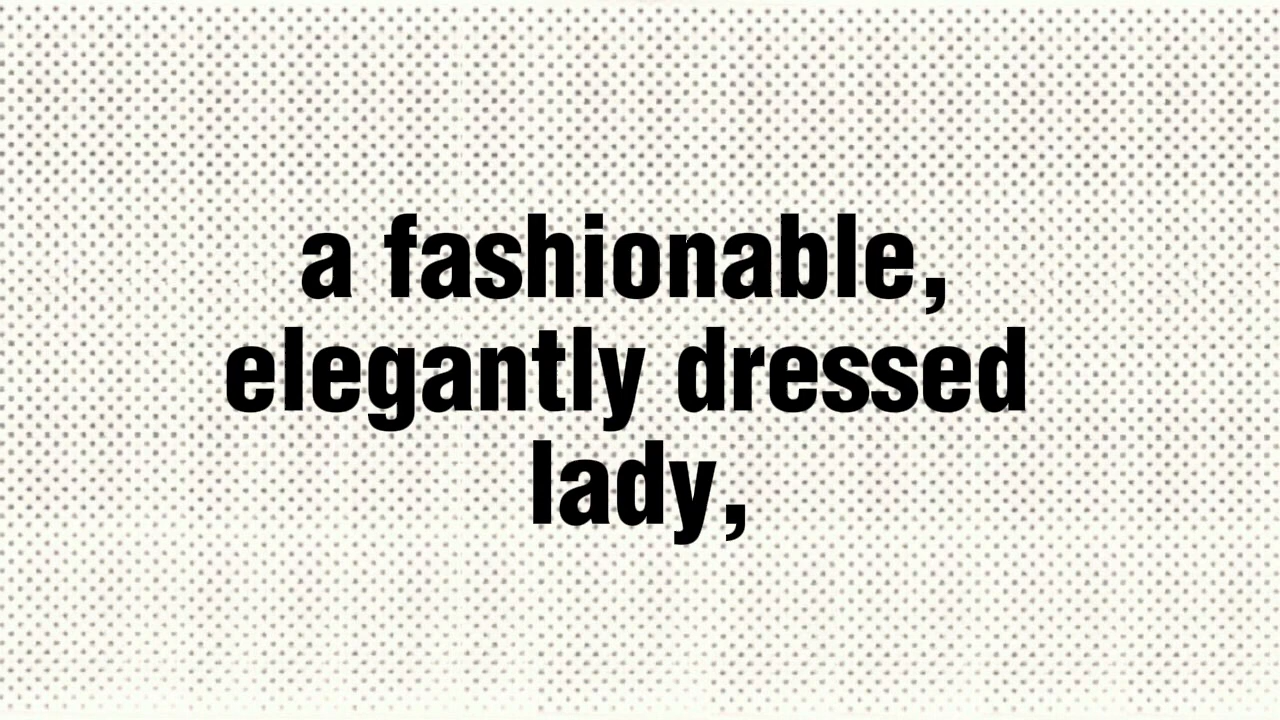 a fashionable,
elegantly dressed
lady,